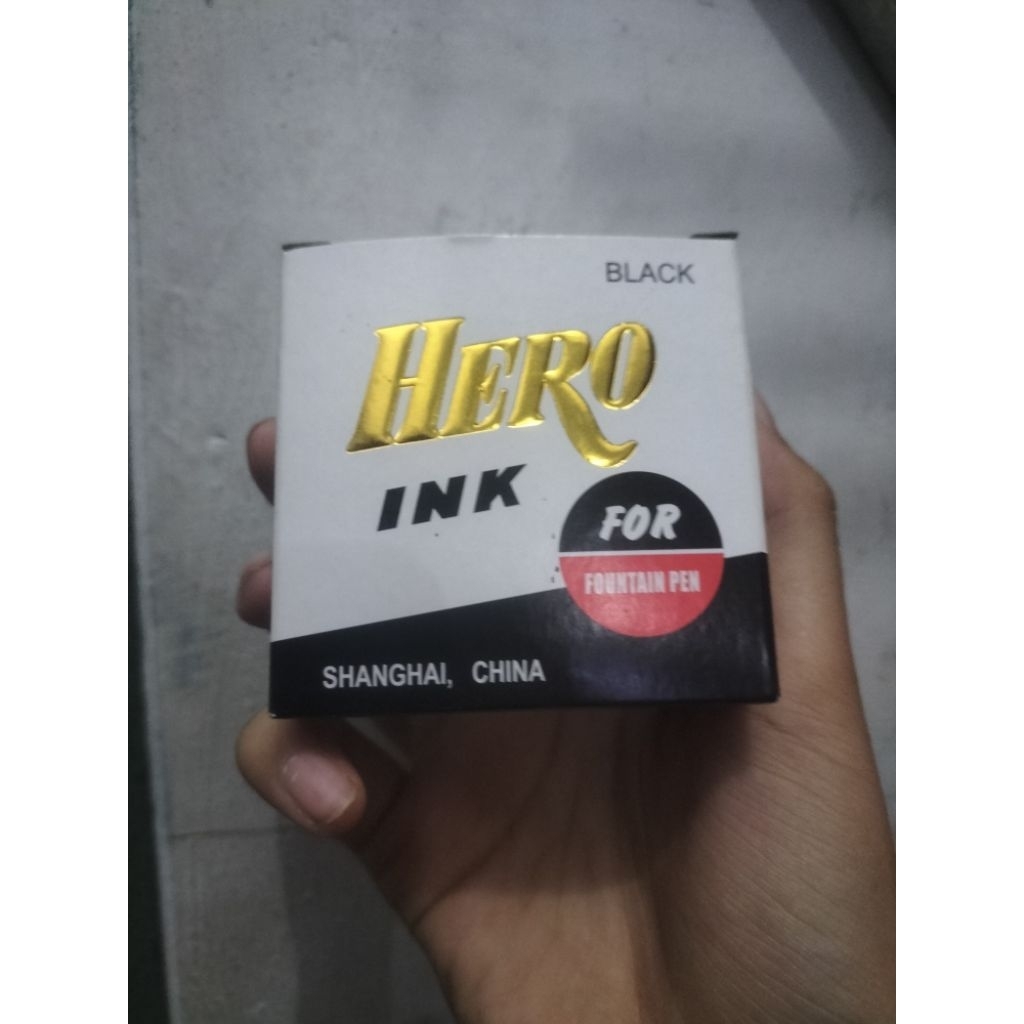 BLACK
HERO
INK
FOR
FOUNTAIN PEN
SHANGHAI, CHINA